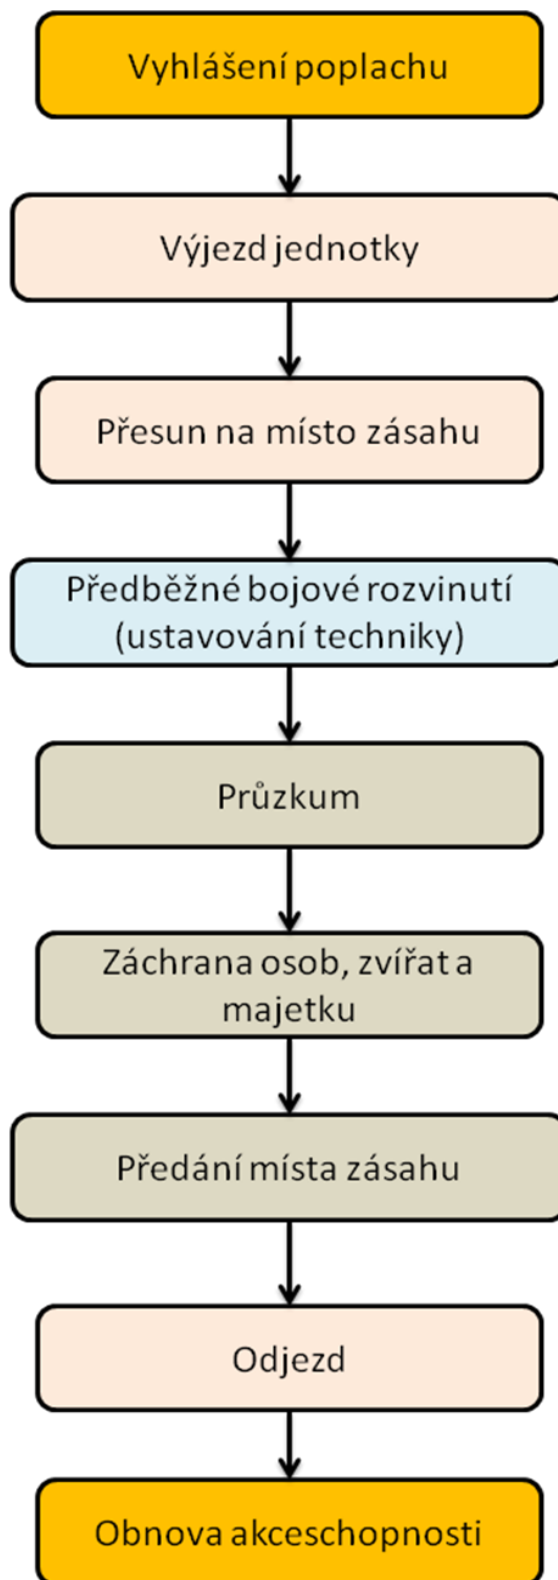 Vyhlášení poplachu
Výjezd jednotky
Přesun na místo zásahu
Předběžné bojové rozvinutí
(ustavování techniky)
Průzkum
Záchrana osob, zvířat a
majetku
Předání místa zásahu
Odjezd
Obnova akceschopnosti